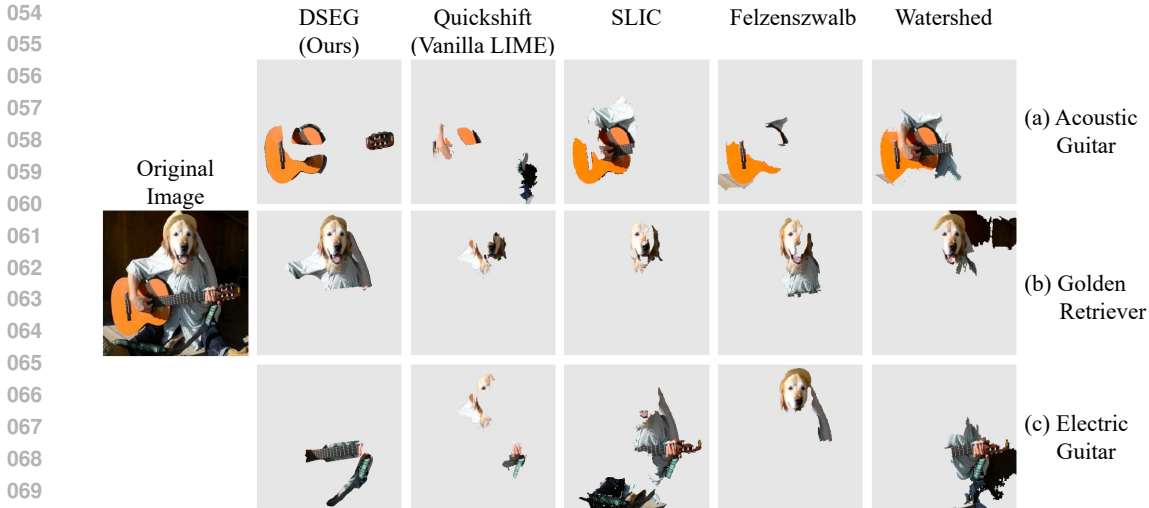 054
055
056
057
058
059
060
061
062
063
064
065
066
067
068
069
DSEG
(Ours)
Quickshift
(Vanilla LIME)
SLIC
Felzenszwalb
Watershed
Original
Image
(a) Acoustic
Guitar
(b) Golden
Retriever
(c) Electric
Guitar